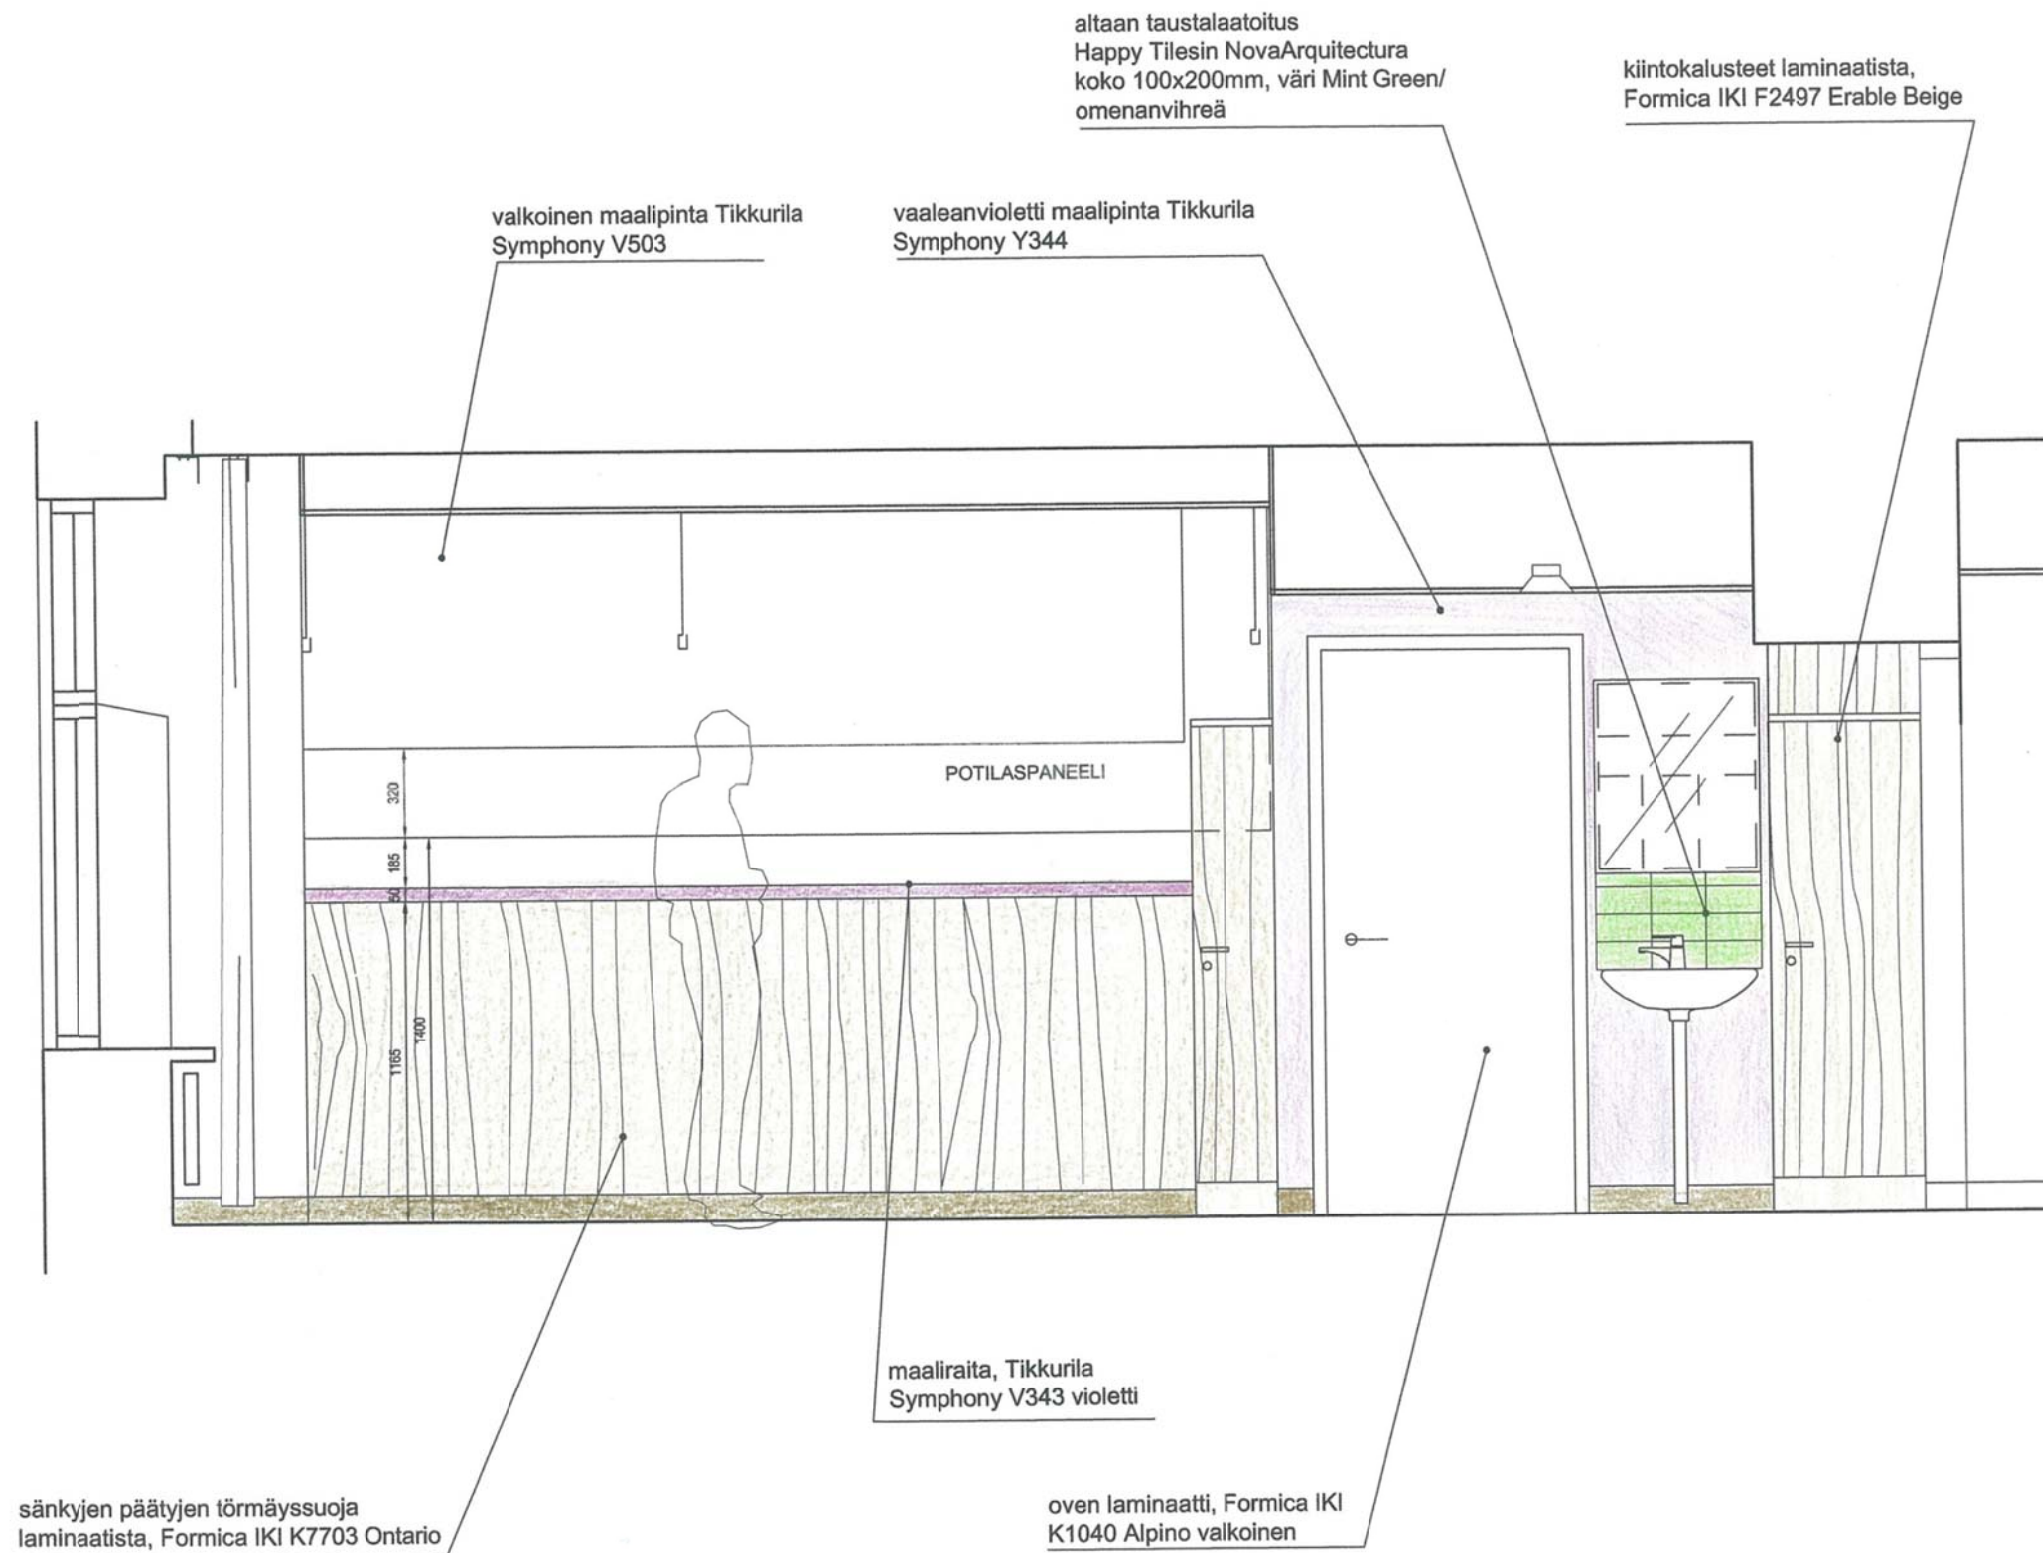 altaan taustalaatoitus
Happy Tilesin NovaArquitectura
koko 100x200mm, väri Mint Green/
omenanvihreä
kiintokalusteet laminaatista,
Formica IKI F2497 Erable Beige
valkoinen maalipinta Tikkurila
Symphony V503
vaaleanvioletti maalipinta Tikkurila
Symphony Y344
POTILASPANEELI
320
185
50
1165
1400
maaliraita, Tikkurila
Symphony V343 violetti
sänkyjen päätyjen törmäyssuoja
laminaatista, Formica IKI K7703 Ontario
oven laminaatti, Formica IKI
K1040 Alpino valkoinen